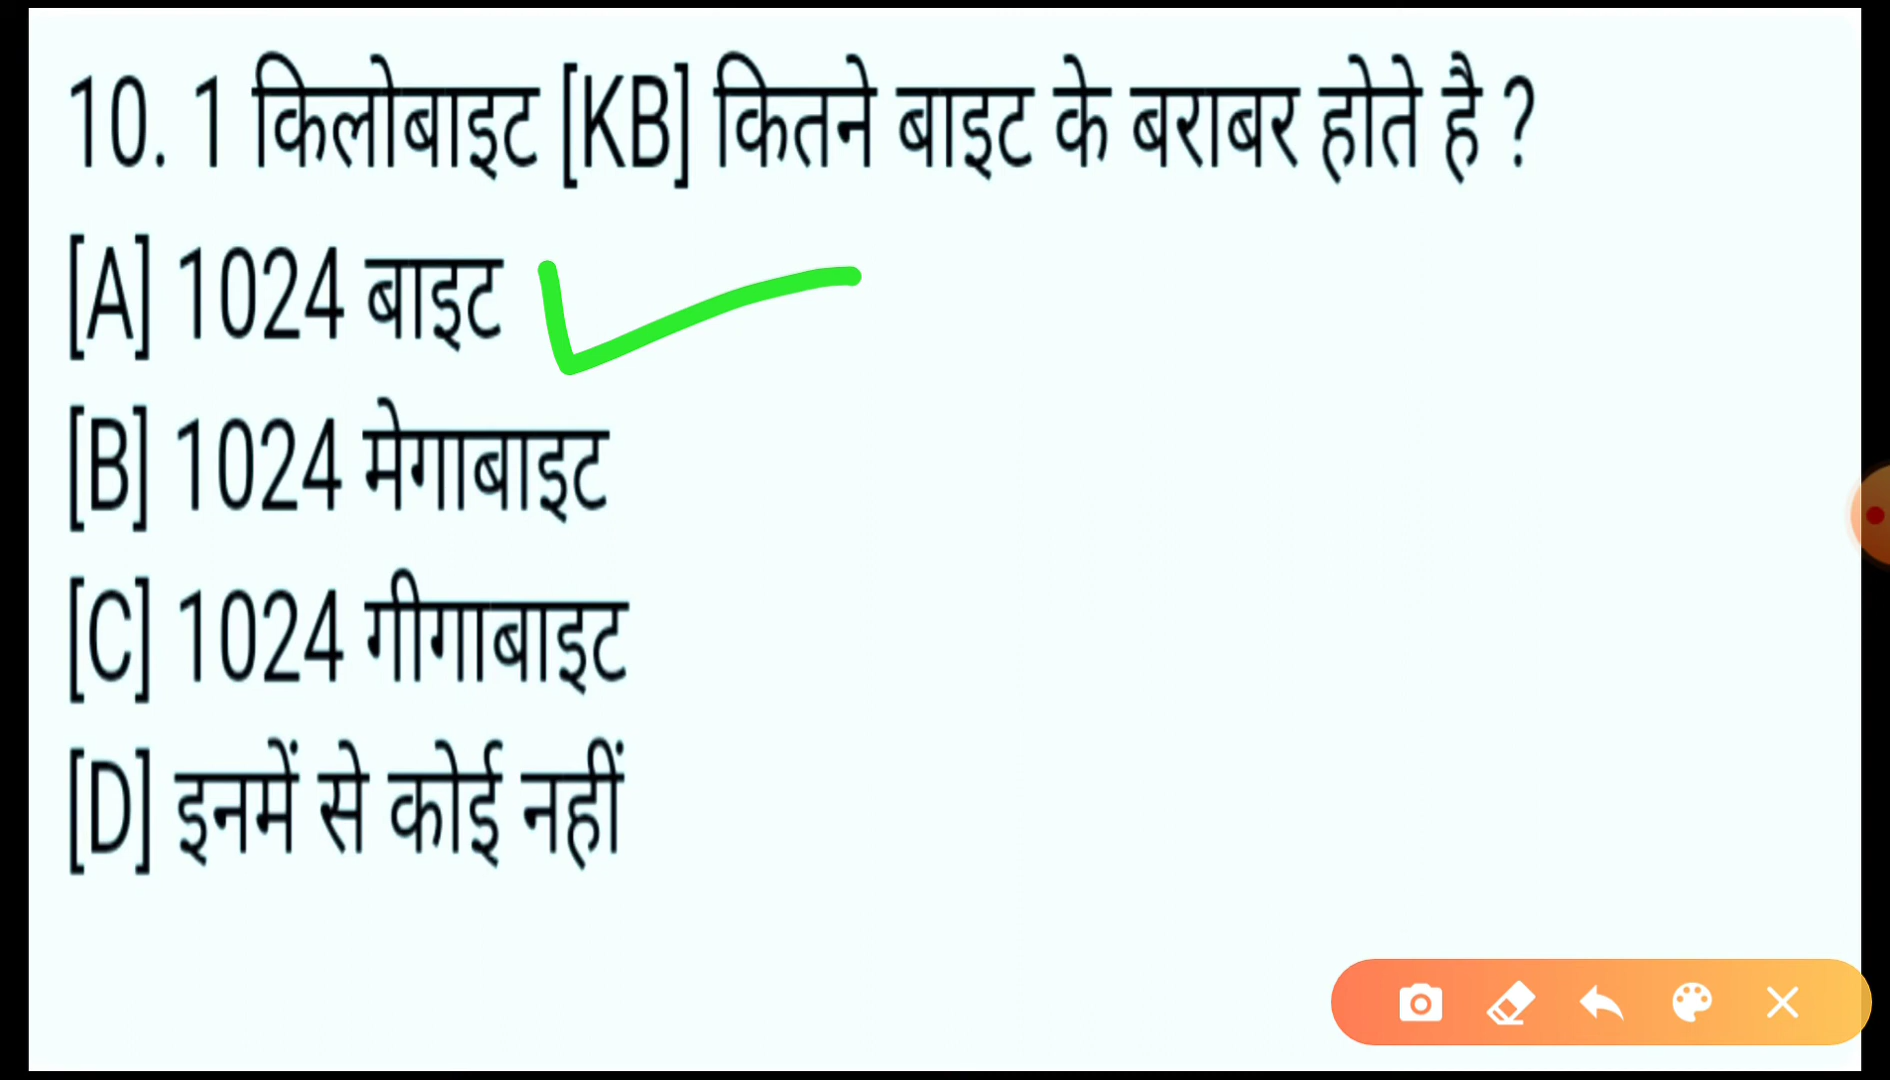 10. 1 किलोबाइट [KB] कितने बाइट के बराबर होते है ?
[A] 1024 बाइट
[B] 1024 मेगाबाइट
[C] 1024 गीगाबाइट
[D] इनमें से कोई नहीं